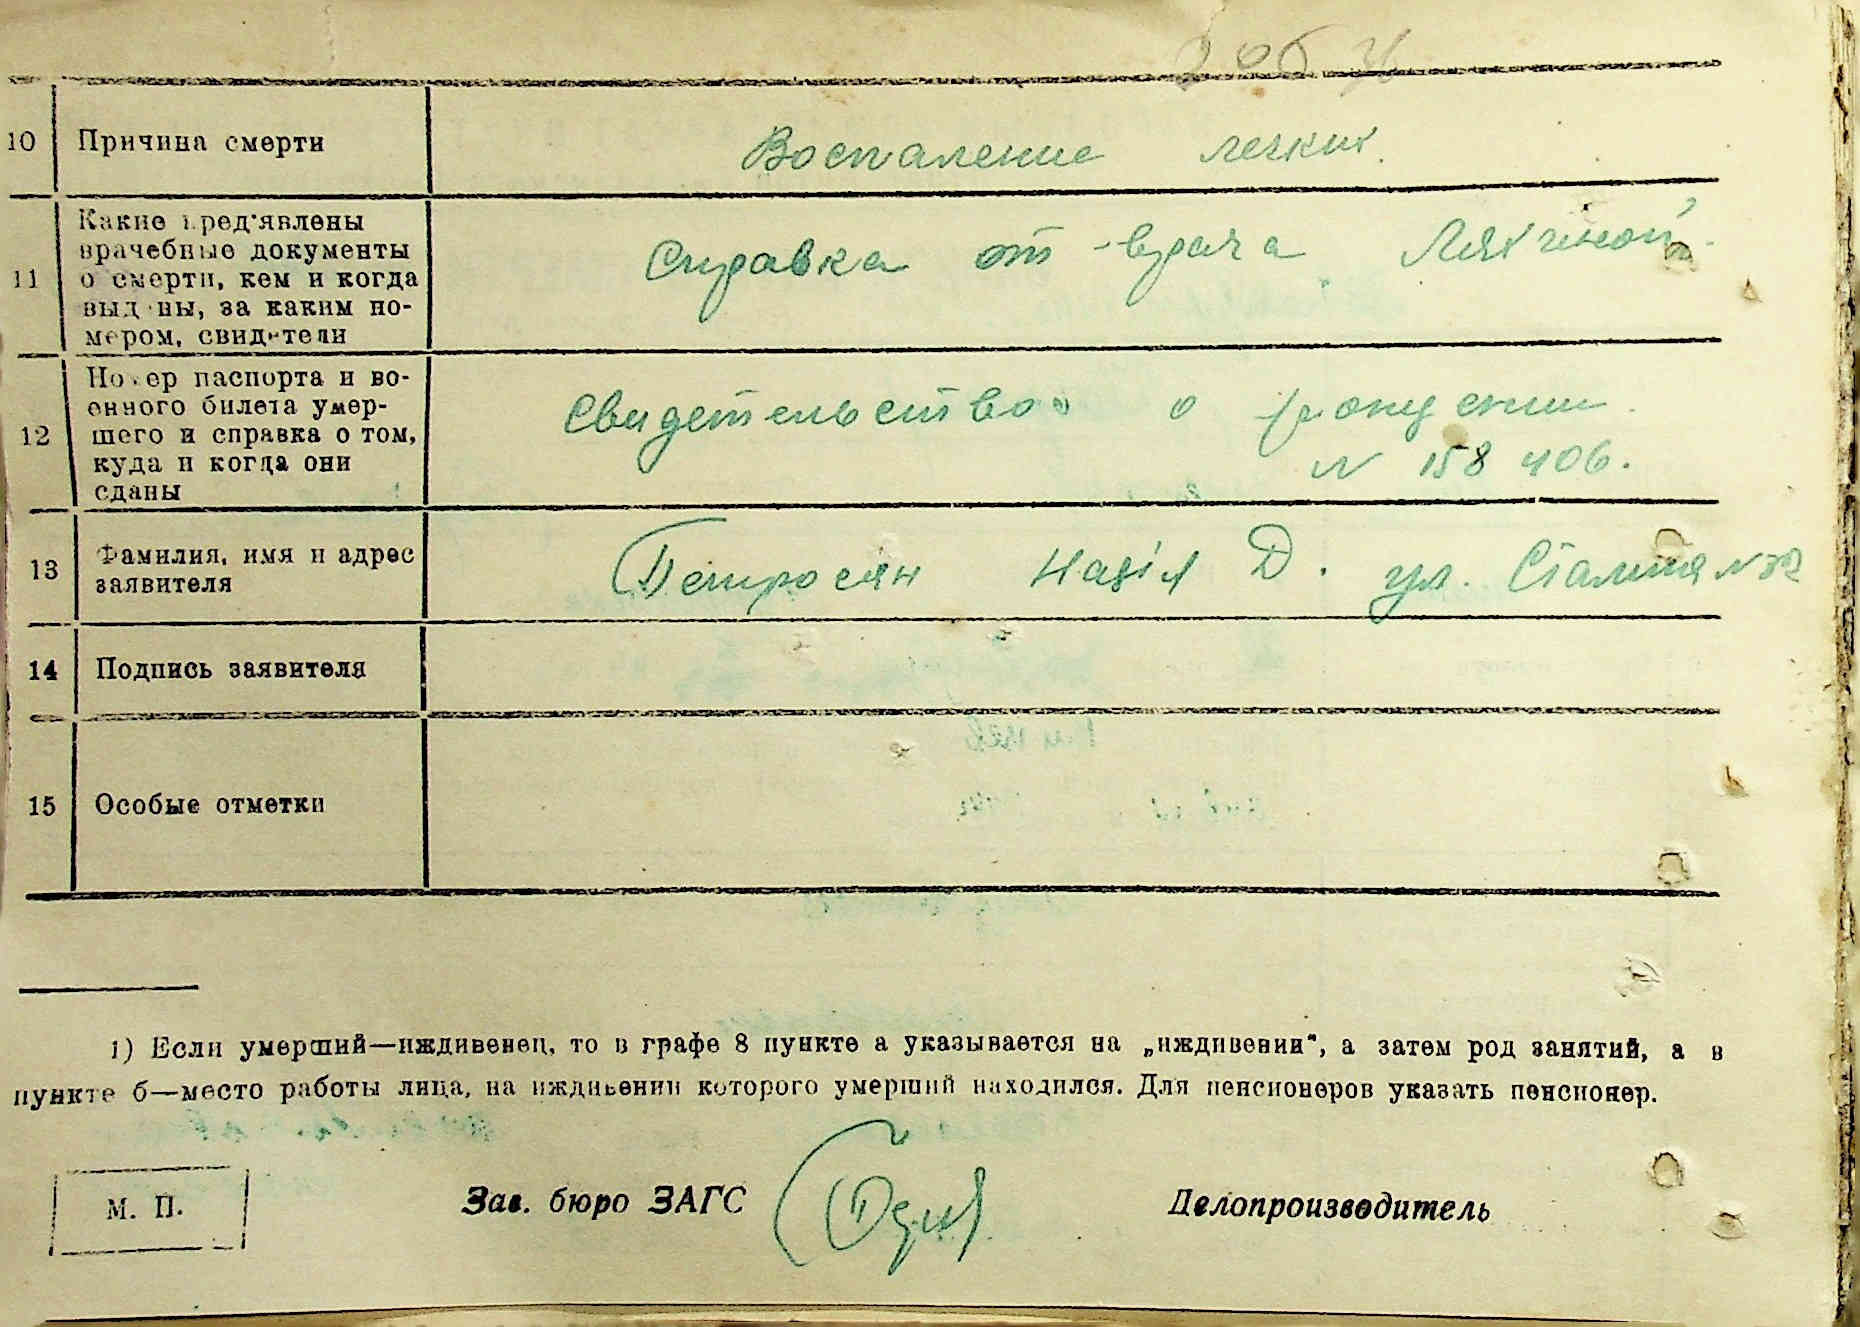 10 Причина смерти Воспаление легких.
11 Какие пред'явлены
врачебные документы
о смерти, кем и когда
выданы, за каким но-
мером, свидетели
Справка от врача
12 Номер паспорта и во-
енного билета умер-
шего и справка о том,
куда и когда они
сданы
Свидетельство о рождении
N 158406.
13 Фамилия, имя и адрес
заявителя
Петросян Д. ул. Сталина N
14 Подпись заявителя
15 Особые отметки
1) Если умерший—иждивенец, то в графе 8 пункте а указывается на „иждивении“, а затем род занятий, а в
пункте б—место работы лица, на иждивении которого умерший находился. Для пенсионеров указать пенсионер.
М. П. Зав. бюро ЗАГС Делопроизводитель